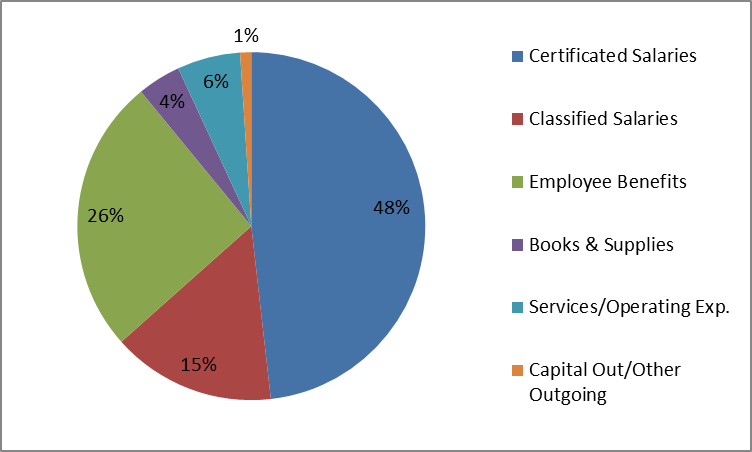 1%
6%
4%
26%
48%
15%
Certificated Salaries
Classified Salaries
Employee Benefits
Books & Supplies
Services/Operating Exp.
Capital Out/Other
Outgoing